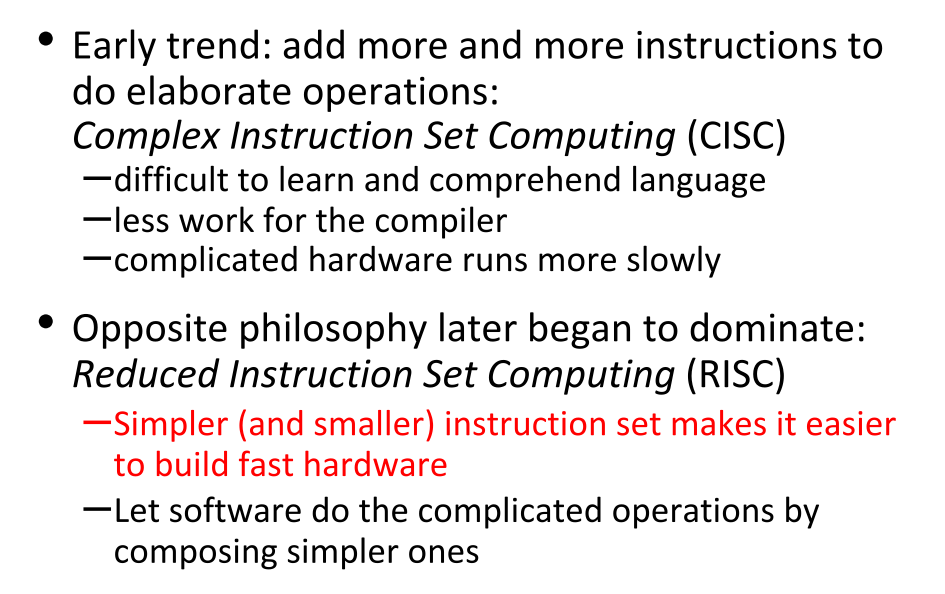 • Early trend: add more and more instructions to
do elaborate operations:
Complex Instruction Set Computing (CISC)
—difficult to learn and comprehend language
—less work for the compiler
—complicated hardware runs more slowly
• Opposite philosophy later began to dominate:
Reduced Instruction Set Computing (RISC)
—Simpler (and smaller) instruction set makes it easier
to build fast hardware
—Let software do the complicated operations by
composing simpler ones